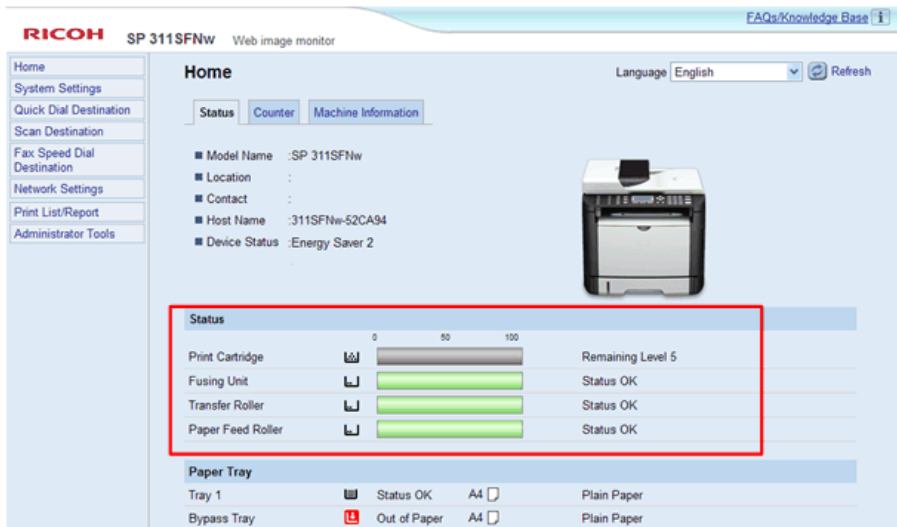 FAQs/Knowledge Base
RICOH SP 311SFNw Web image monitor
Home
System Settings
Quick Dial Destination
Scan Destination
Fax Speed Dial
Destination
Network Settings
Print List/Report
Administrator Tools
Home
Language English Refresh
Status Counter Machine Information
Model Name :SP 311SFNw
Location :
Contact :
Host Name :311SFNw-52CA94
Device Status :Energy Saver 2
Status
0 50 100
Print Cartridge Remaining Level 5
Fusing Unit Status OK
Transfer Roller Status OK
Paper Feed Roller Status OK
Paper Tray
Tray 1 Status OK A4 Plain Paper
Bypass Tray Out of Paper A4 Plain Paper